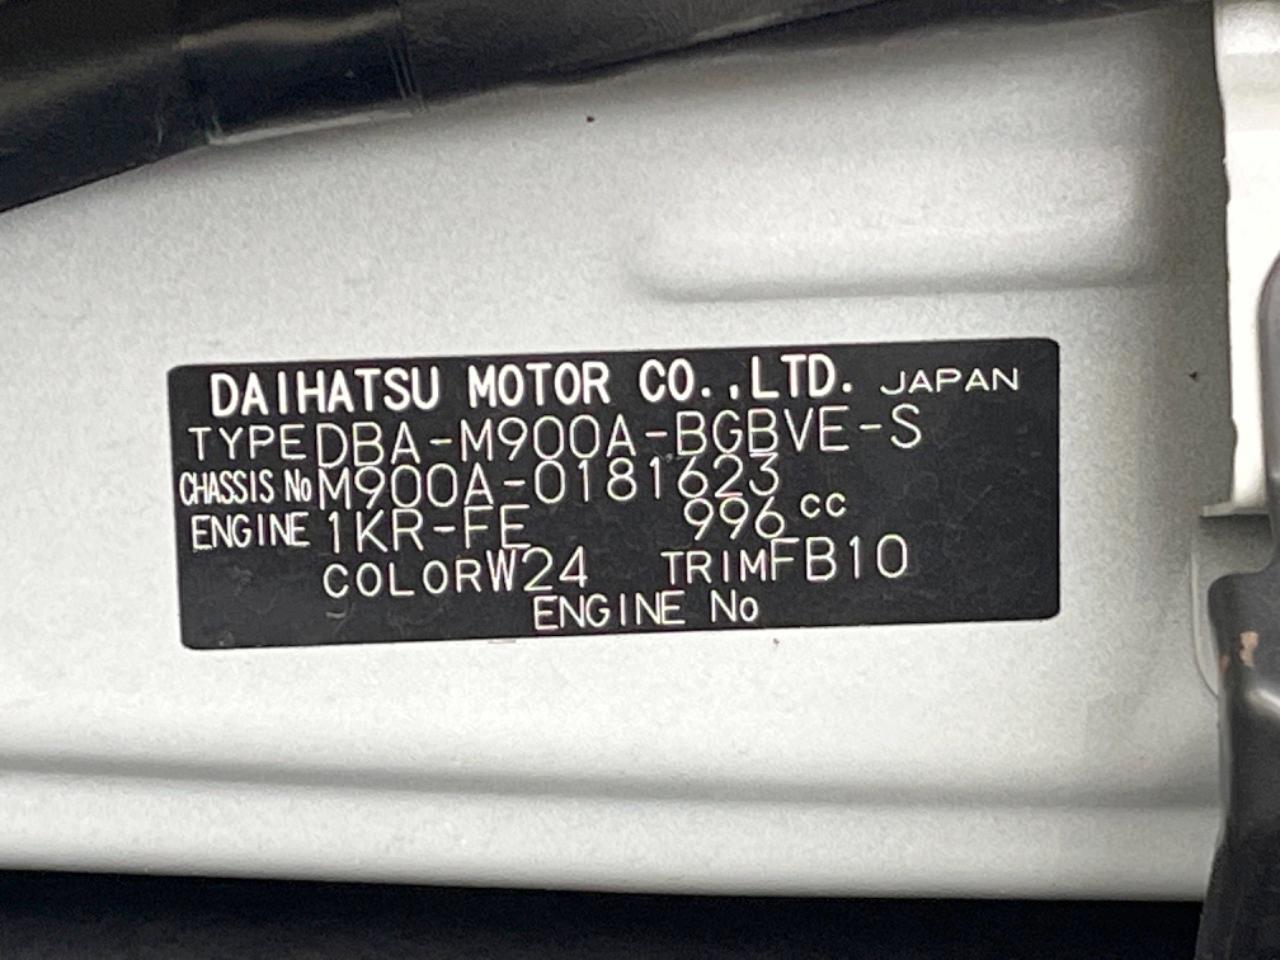 DAIHATSU MOTOR CO.,LTD. JAPAN
TYPE DBA-M900A-BGBVE-S
CHASSIS No M900A-0181623
ENGINE 1KR-FE 996 cc
COLOR W24 TRIM FB10
ENGINE No